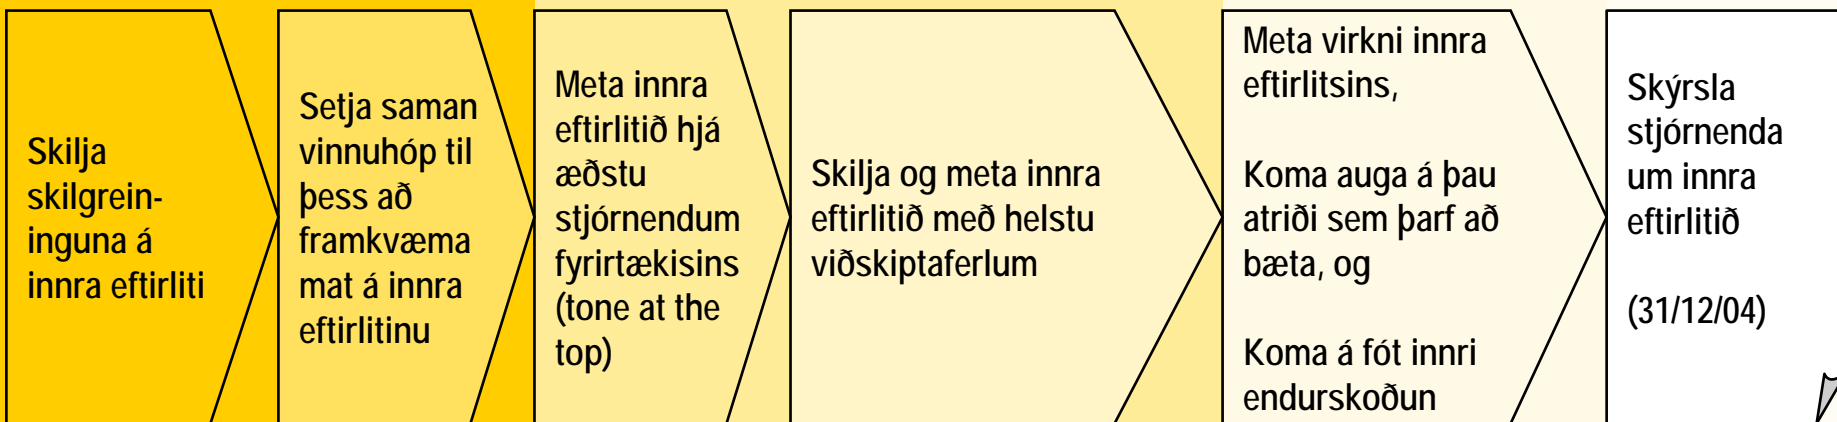 Skilja
skilgrein-
inguna á
innra eftirliti
Setja saman
vinnuhóp til
þess að
framkvæma
mat á innra
eftirlitinu
Meta innra
eftirlitið hjá
æðstu
stjórnendum
fyrirtækisins
(tone at the
top)
Skilja og meta innra
eftirlitið með helstu
viðskiptaferlum
Meta virkni innra
eftirlitsins,
Koma auga á þau
atriði sem þarf að
bæta, og
Koma á fót innri
endurskoðun
Skýrsla
stjórnenda
um innra
eftirlitið
(31/12/04)